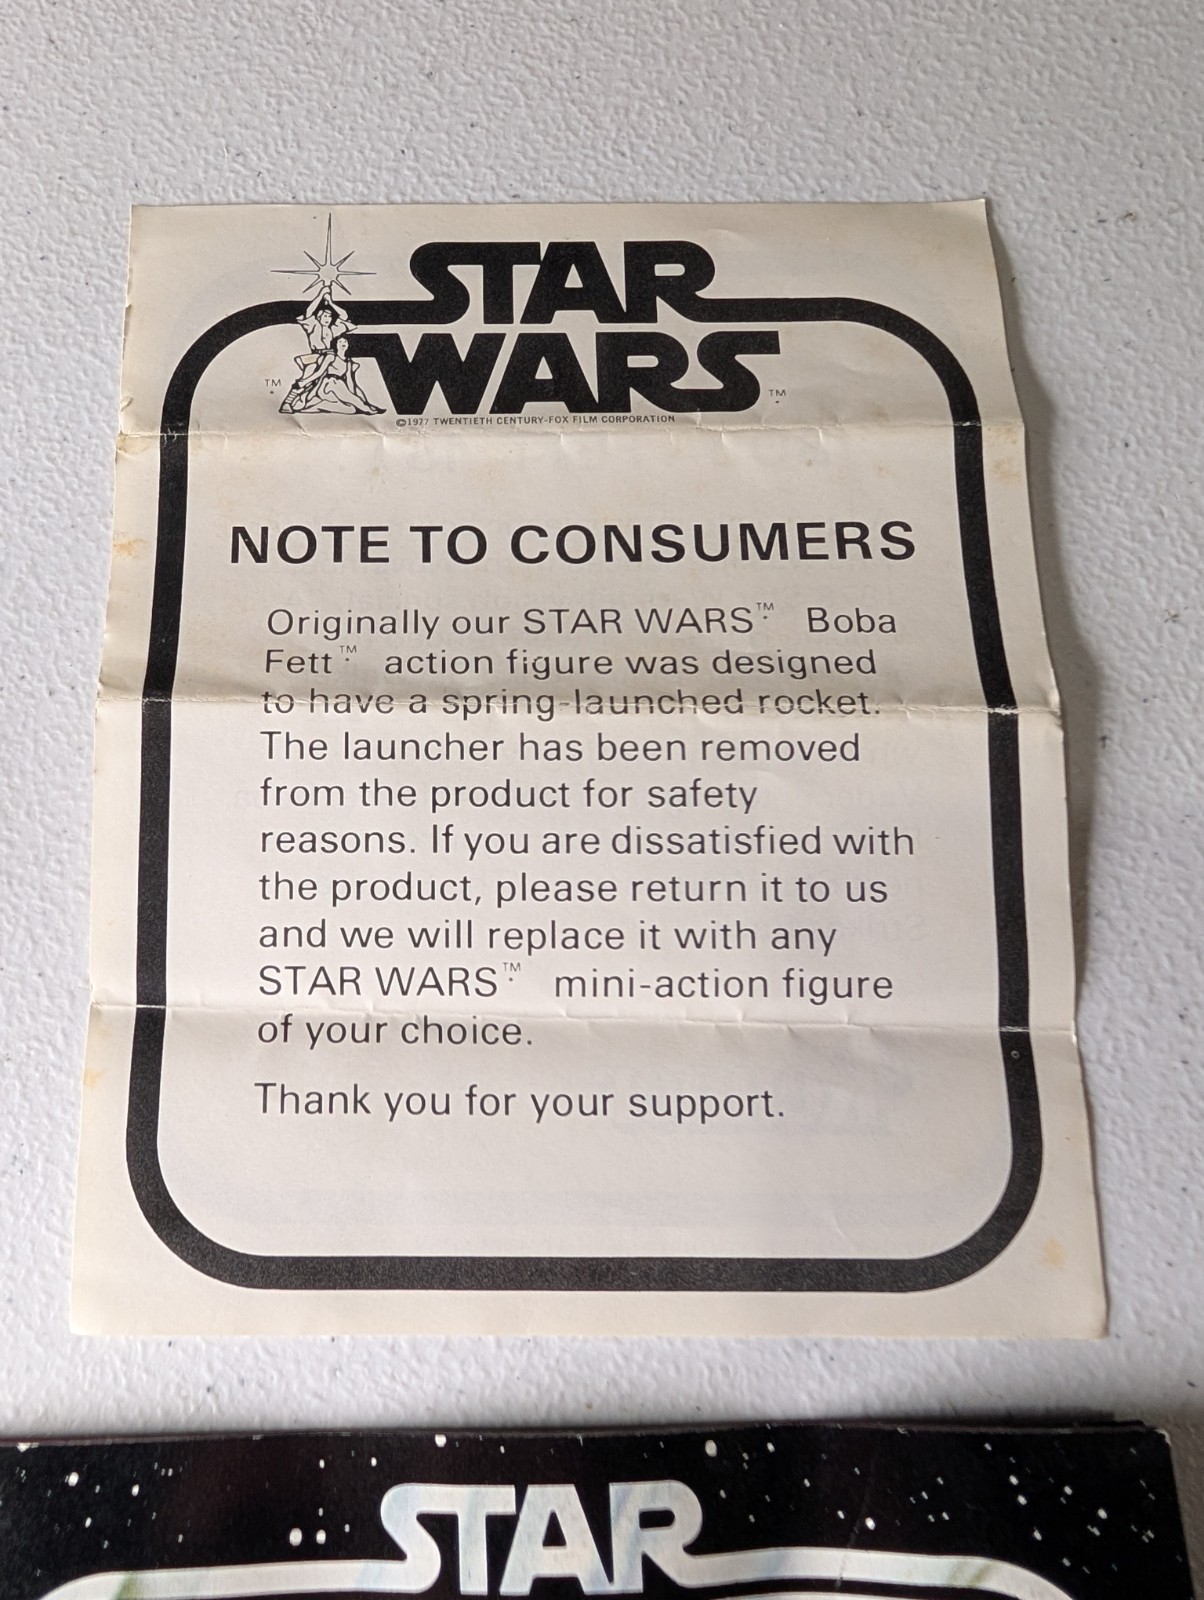 STAR
WARS
TM
TM
©1977 TWENTIETH CENTURY-FOX FILM CORPORATION
NOTE TO CONSUMERS
Originally our STAR WARS™ Boba
Fett™ action figure was designed
to have a spring-launched rocket.
The launcher has been removed
from the product for safety
reasons. If you are dissatisfied with
the product, please return it to us
and we will replace it with any
STAR WARS™ mini-action figure
of your choice.
Thank you for your support.
STAR